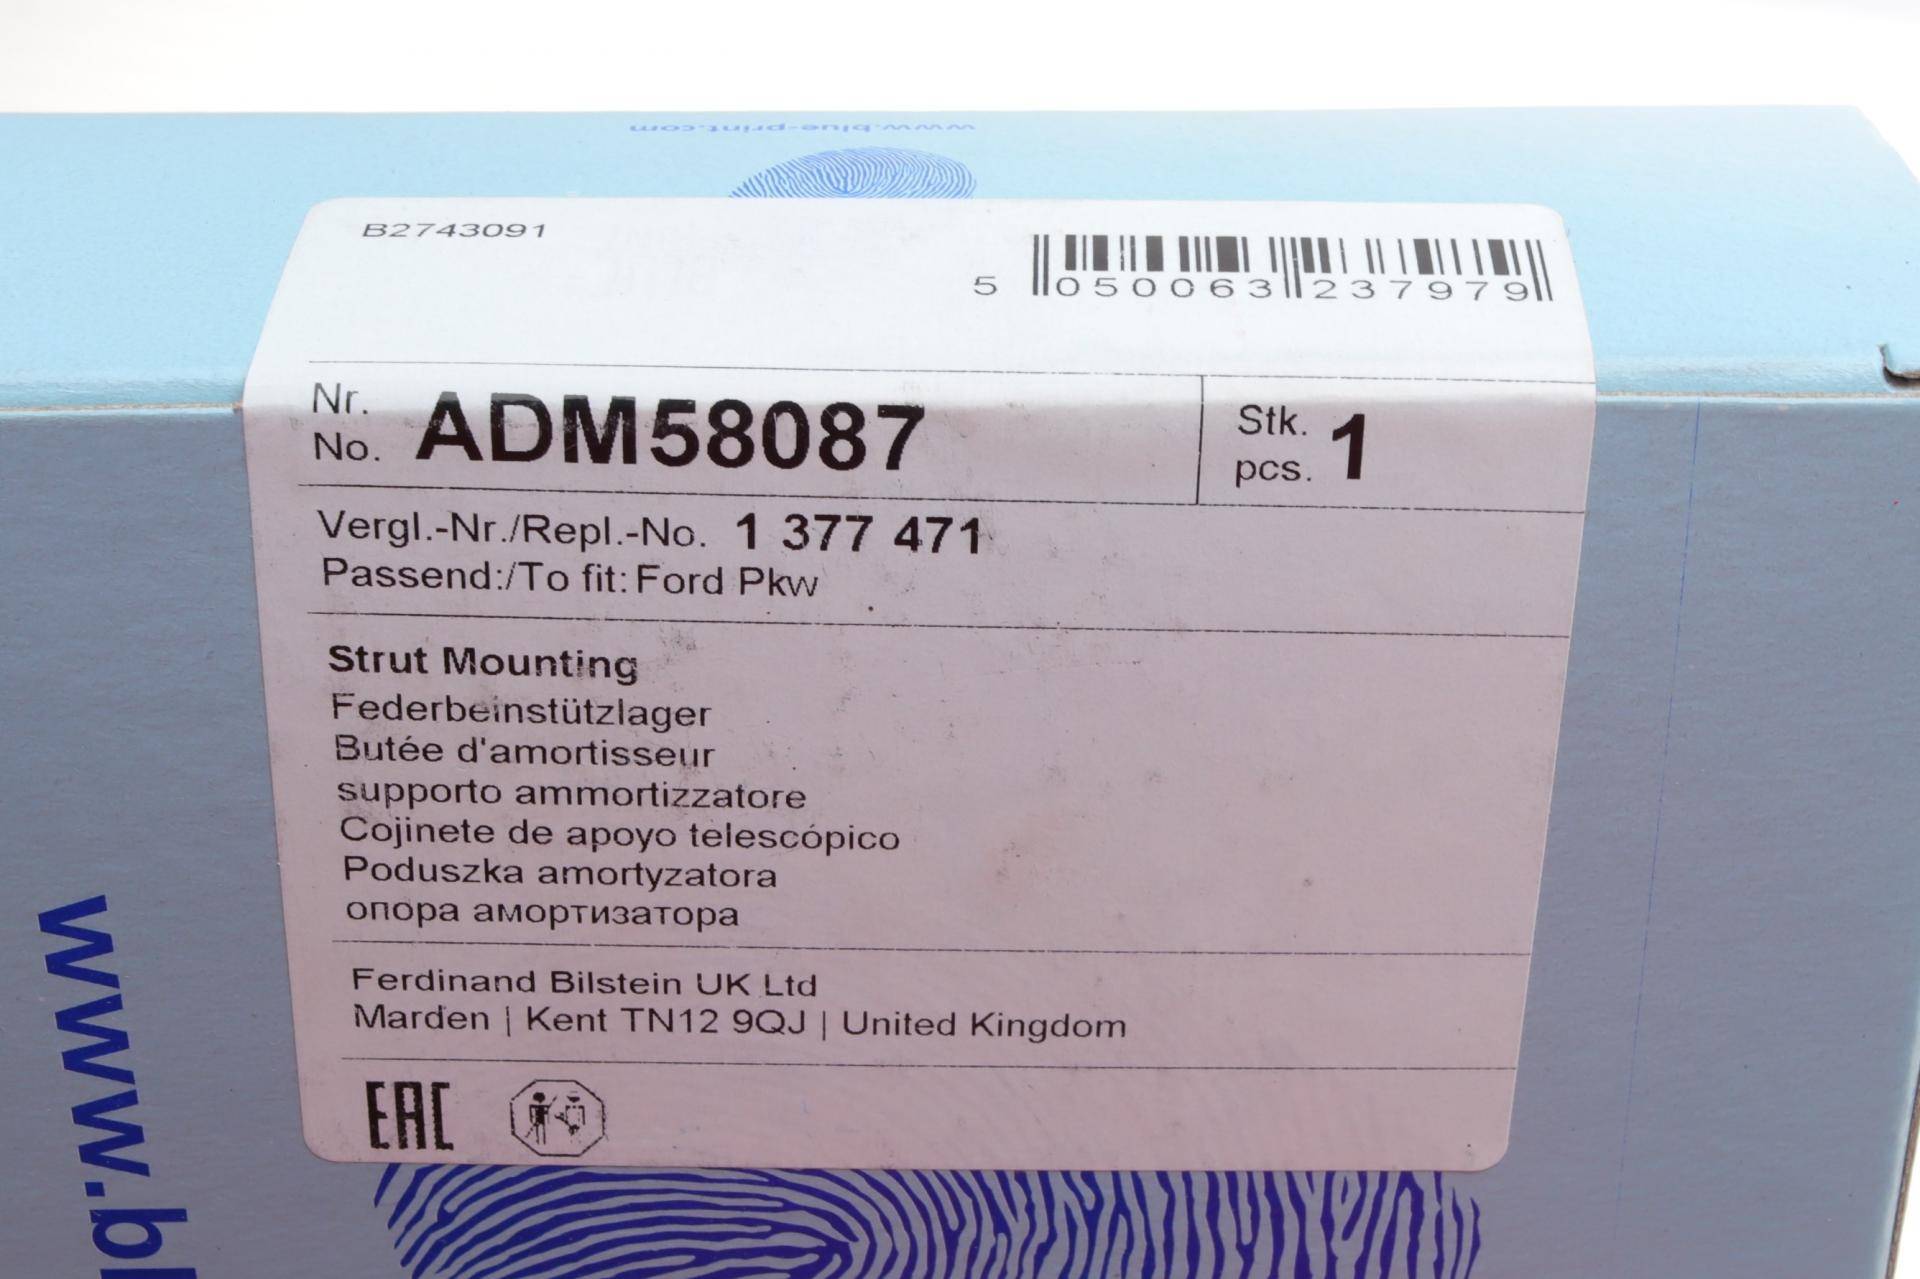 www.blue-print.com
B2743091
5 050063 237979
Nr.
No. ADM58087
Stk.
pcs. 1
Vergl.-Nr./Repl.-No. 1 377 471
Passend:/To fit: Ford Pkw
Strut Mounting
Federbeinstützlager
Butée d'amortisseur
supporto ammortizzatore
Cojinete de apoyo telescópico
Poduszka amortyzatora
опора амортизатора
Ferdinand Bilstein UK Ltd
Marden | Kent TN12 9QJ | United Kingdom
EAC
www.bl